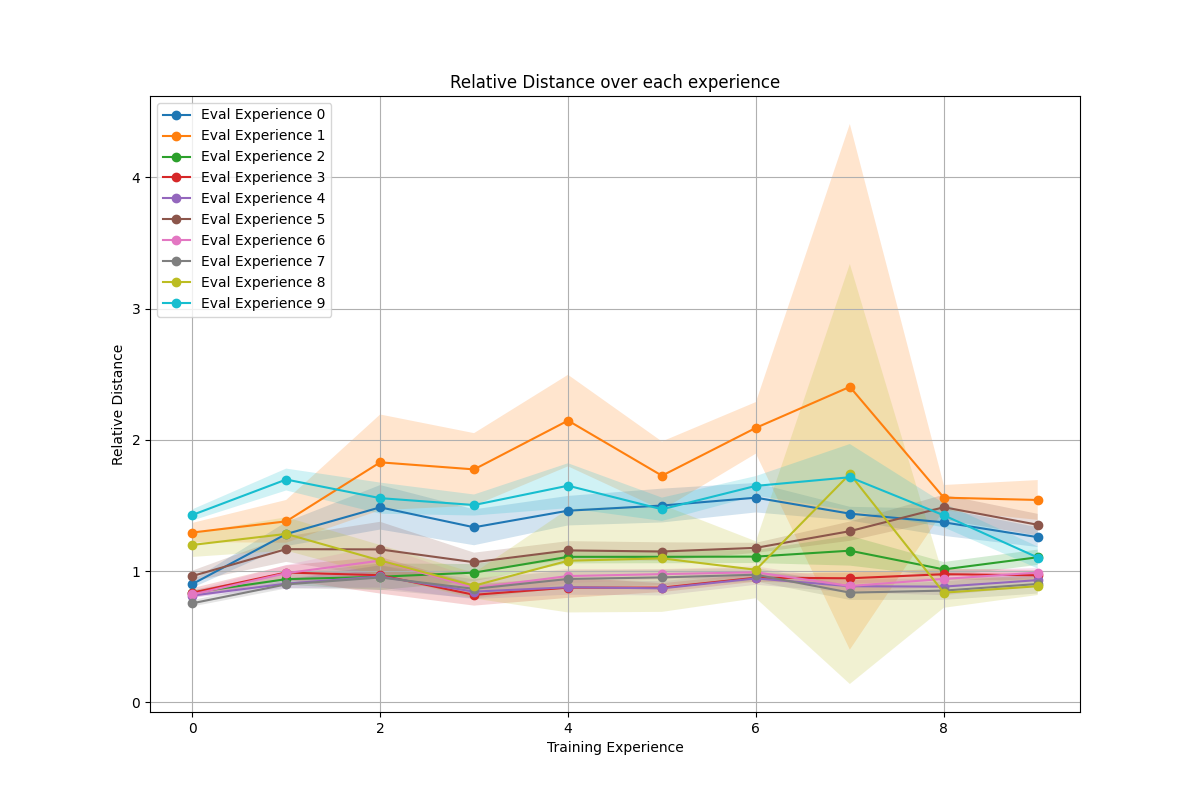 Relative Distance over each experience
Eval Experience 0
Eval Experience 1
Eval Experience 2
Eval Experience 3
Eval Experience 4
Eval Experience 5
Eval Experience 6
Eval Experience 7
Eval Experience 8
Eval Experience 9
Relative Distance
4
3
2
1
0
0 2 4 6 8
Training Experience